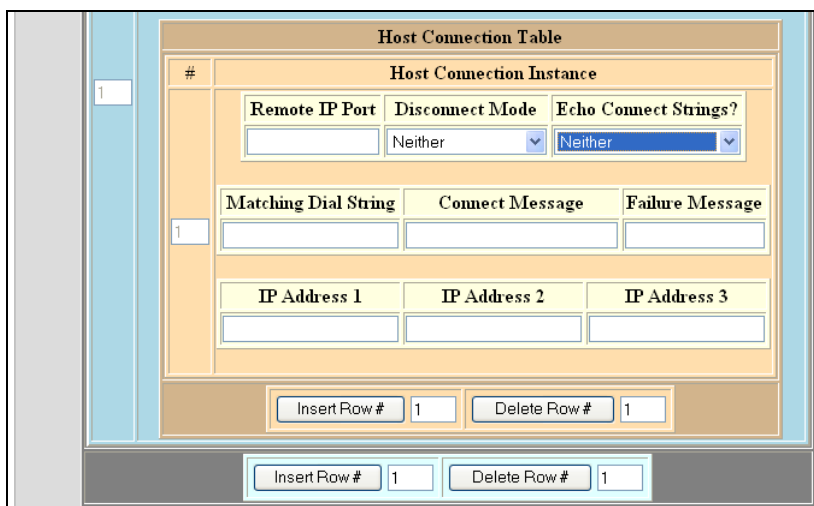 Host Connection Table
# Host Connection Instance
1
Remote IP Port Disconnect Mode Echo Connect Strings?
Neither Neither
Matching Dial String Connect Message Failure Message
1
IP Address 1 IP Address 2 IP Address 3
Insert Row # 1 Delete Row # 1
Insert Row # 1 Delete Row # 1